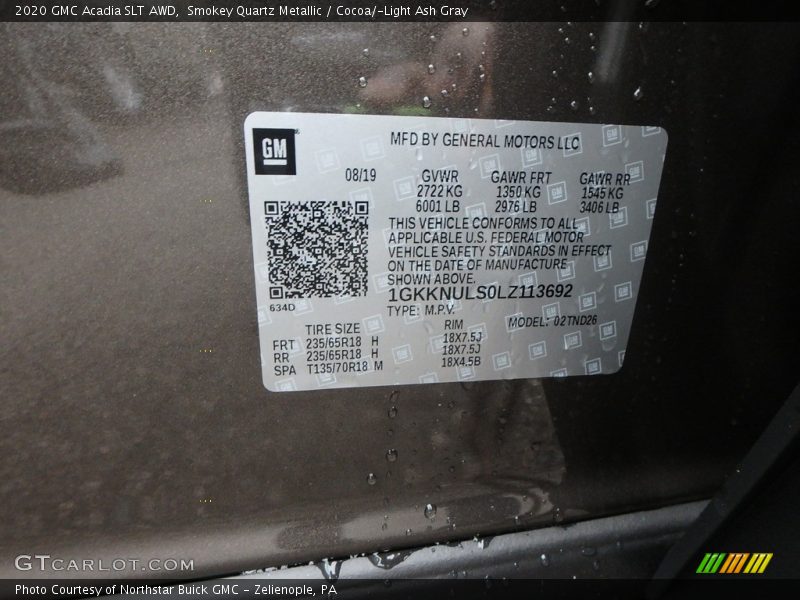 2020 GMC Acadia SLT AWD, Smokey Quartz Metallic / Cocoa/­Light Ash Gray
GM
MFD BY GENERAL MOTORS LLC
08/19 GVWR GAWR FRT GAWR RR
2722 KG 1350 KG 1545 KG
6001 LB 2976 LB 3406 LB
THIS VEHICLE CONFORMS TO ALL
APPLICABLE U.S. FEDERAL MOTOR
VEHICLE SAFETY STANDARDS IN EFFECT
ON THE DATE OF MANUFACTURE
SHOWN ABOVE.
634D
1GKKNULS0LZ113692
TYPE: M.P.V. MODEL: 02TND26
TIRE SIZE RIM
FRT 235/65R18 H 18X7.5J
RR 235/65R18 H 18X7.5J
SPA T135/70R18 M 18X4.5B
GTCARLOT.COM
Photo Courtesy of Northstar Buick GMC - Zelienople, PA